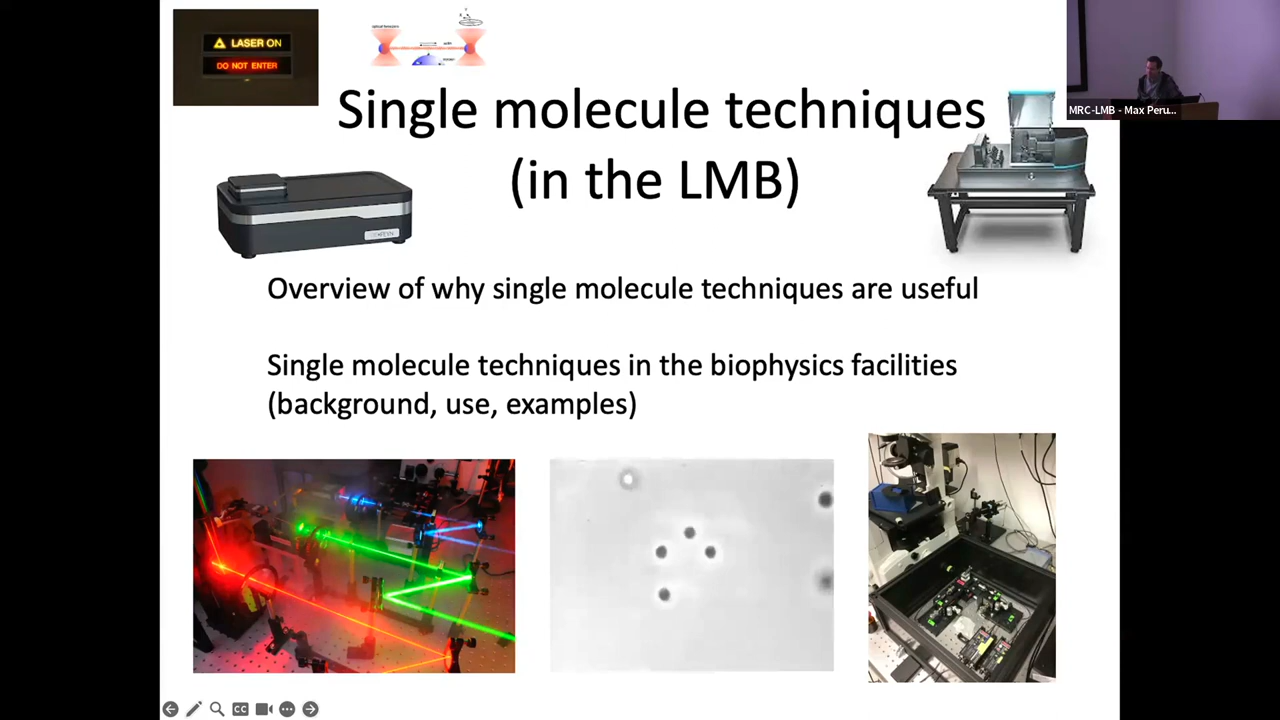 LASER ON
DO NOT ENTER
Single molecule techniques
(in the LMB)
MRC-LMB - Max Peru...
Overview of why single molecule techniques are useful
Single molecule techniques in the biophysics facilities
(background, use, examples)
CC